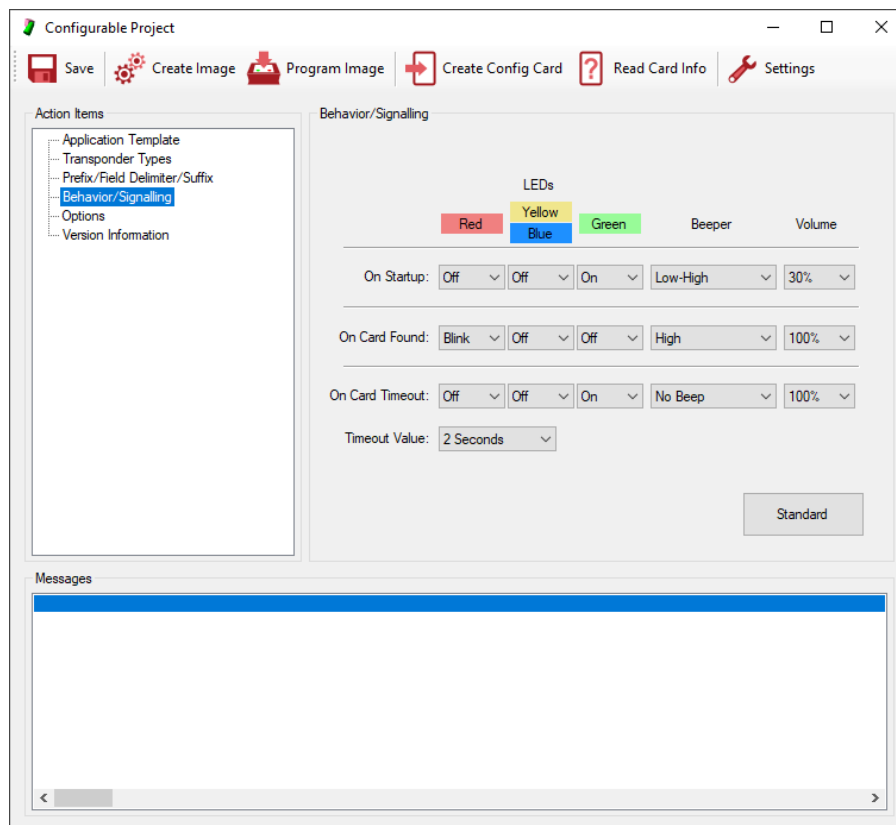 Configurable Project
Save Create Image Program Image Create Config Card Read Card Info Settings
Action Items
Application Template
Transponder Types
Prefix/Field Delimiter/Suffix
Behavior/Signalling
Options
Version Information
Behavior/Signalling
LEDs
Red Yellow Blue Green Beeper Volume
On Startup: Off Off On Low-High 30%
On Card Found: Blink Off Off High 100%
On Card Timeout: Off Off On No Beep 100%
Timeout Value: 2 Seconds
Standard
Messages